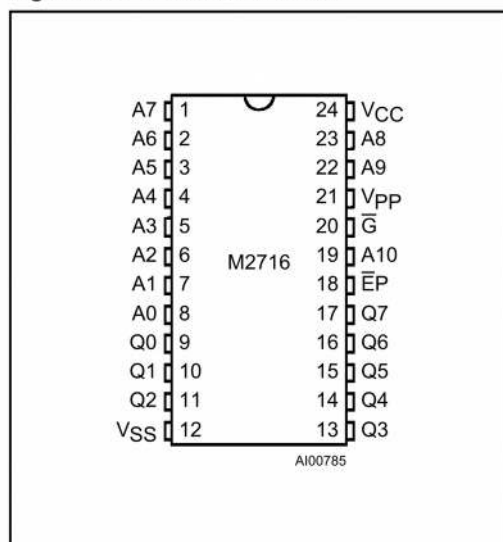 A7 1 24 VCC
A6 2 23 A8
A5 3 22 A9
A4 4 21 VPP
A3 5 20 G̅
A2 6 19 A10
A1 7 M2716 18 E̅P
A0 8 17 Q7
Q0 9 16 Q6
Q1 10 15 Q5
Q2 11 14 Q4
VSS 12 13 Q3
AI00785